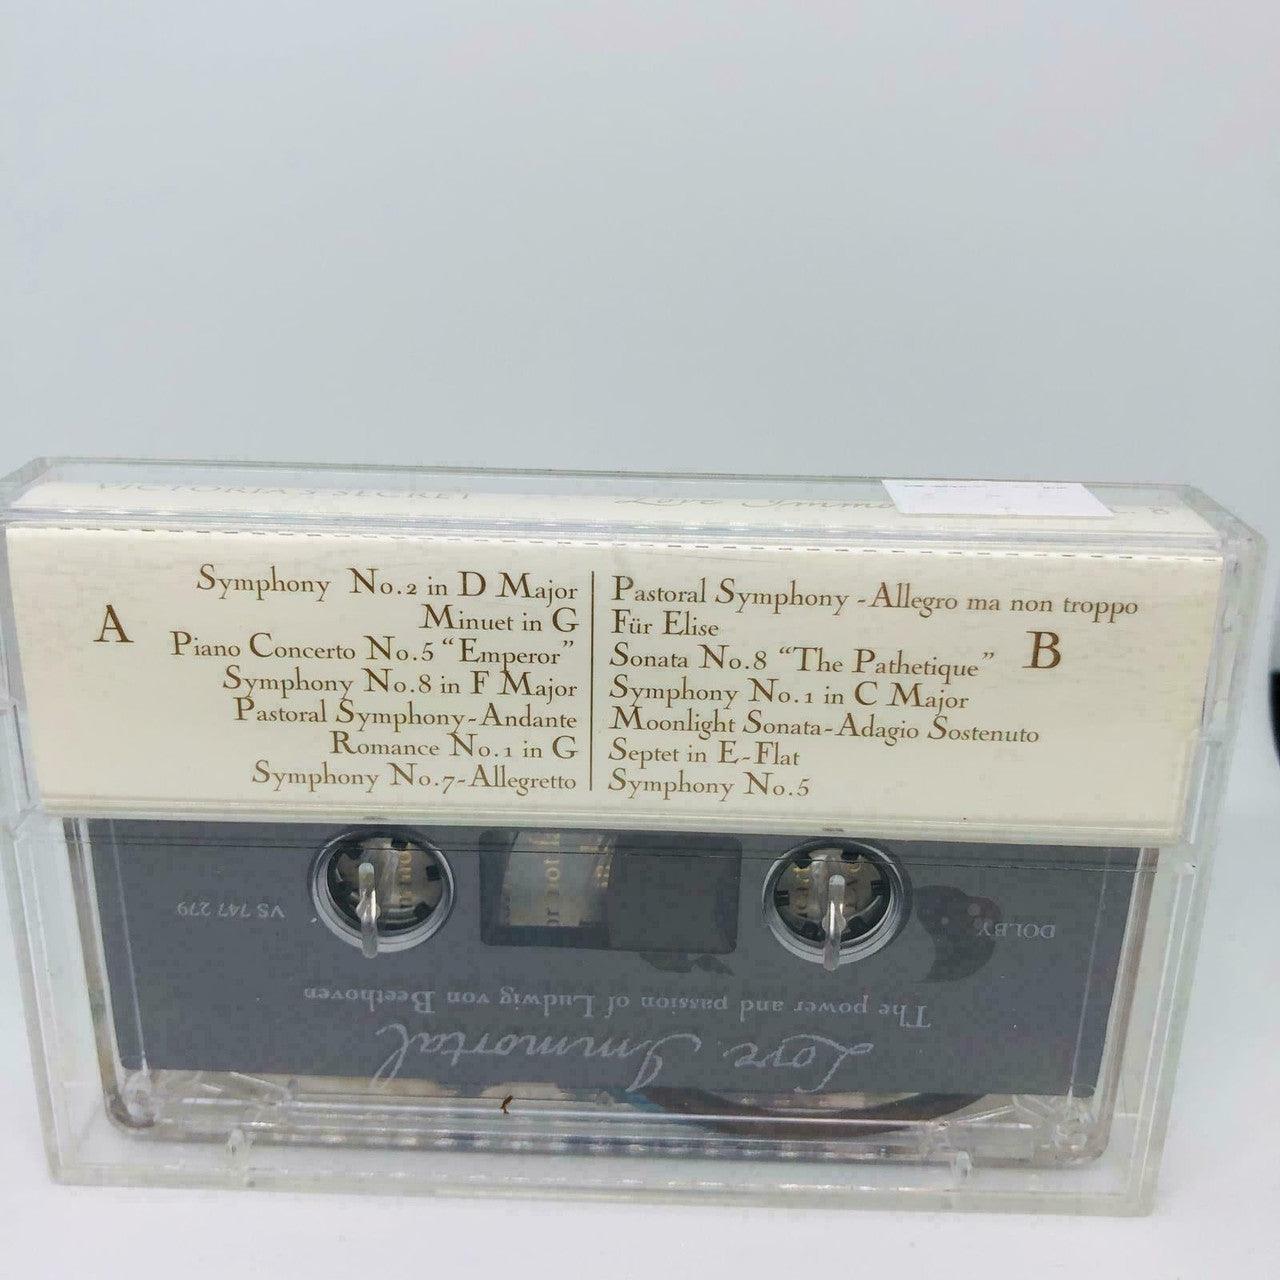 VICTORIA'S SECRET
Love
A
Symphony No.2 in D Major
Minuet in G
Piano Concerto No.5 "Emperor"
Symphony No.8 in F Major
Pastoral Symphony-Andante
Romance No.1 in G
Symphony No.7-Allegretto
B
Pastoral Symphony -Allegro ma non troppo
Für Elise
Sonata No.8 "The Pathetique"
Symphony No.1 in C Major
Moonlight Sonata-Adagio Sostenuto
Septet in E-Flat
Symphony No.5
Love Immortal
The power and passion of Ludwig von Beethoven
DOLBY
VS 747 279